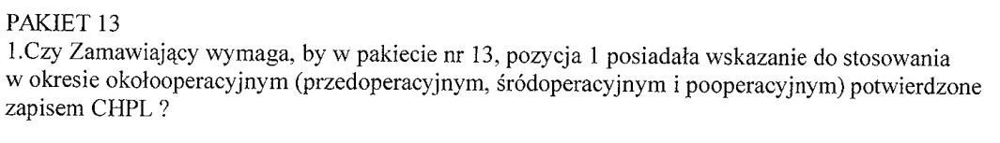 PAKIET 13
1.Czy Zamawiający wymaga, by w pakiecie nr 13, pozycja 1 posiadała wskazanie do stosowania
w okresie okołooperacyjnym (przedoperacyjnym, śródoperacyjnym i pooperacyjnym) potwierdzone
zapisem CHPL ?